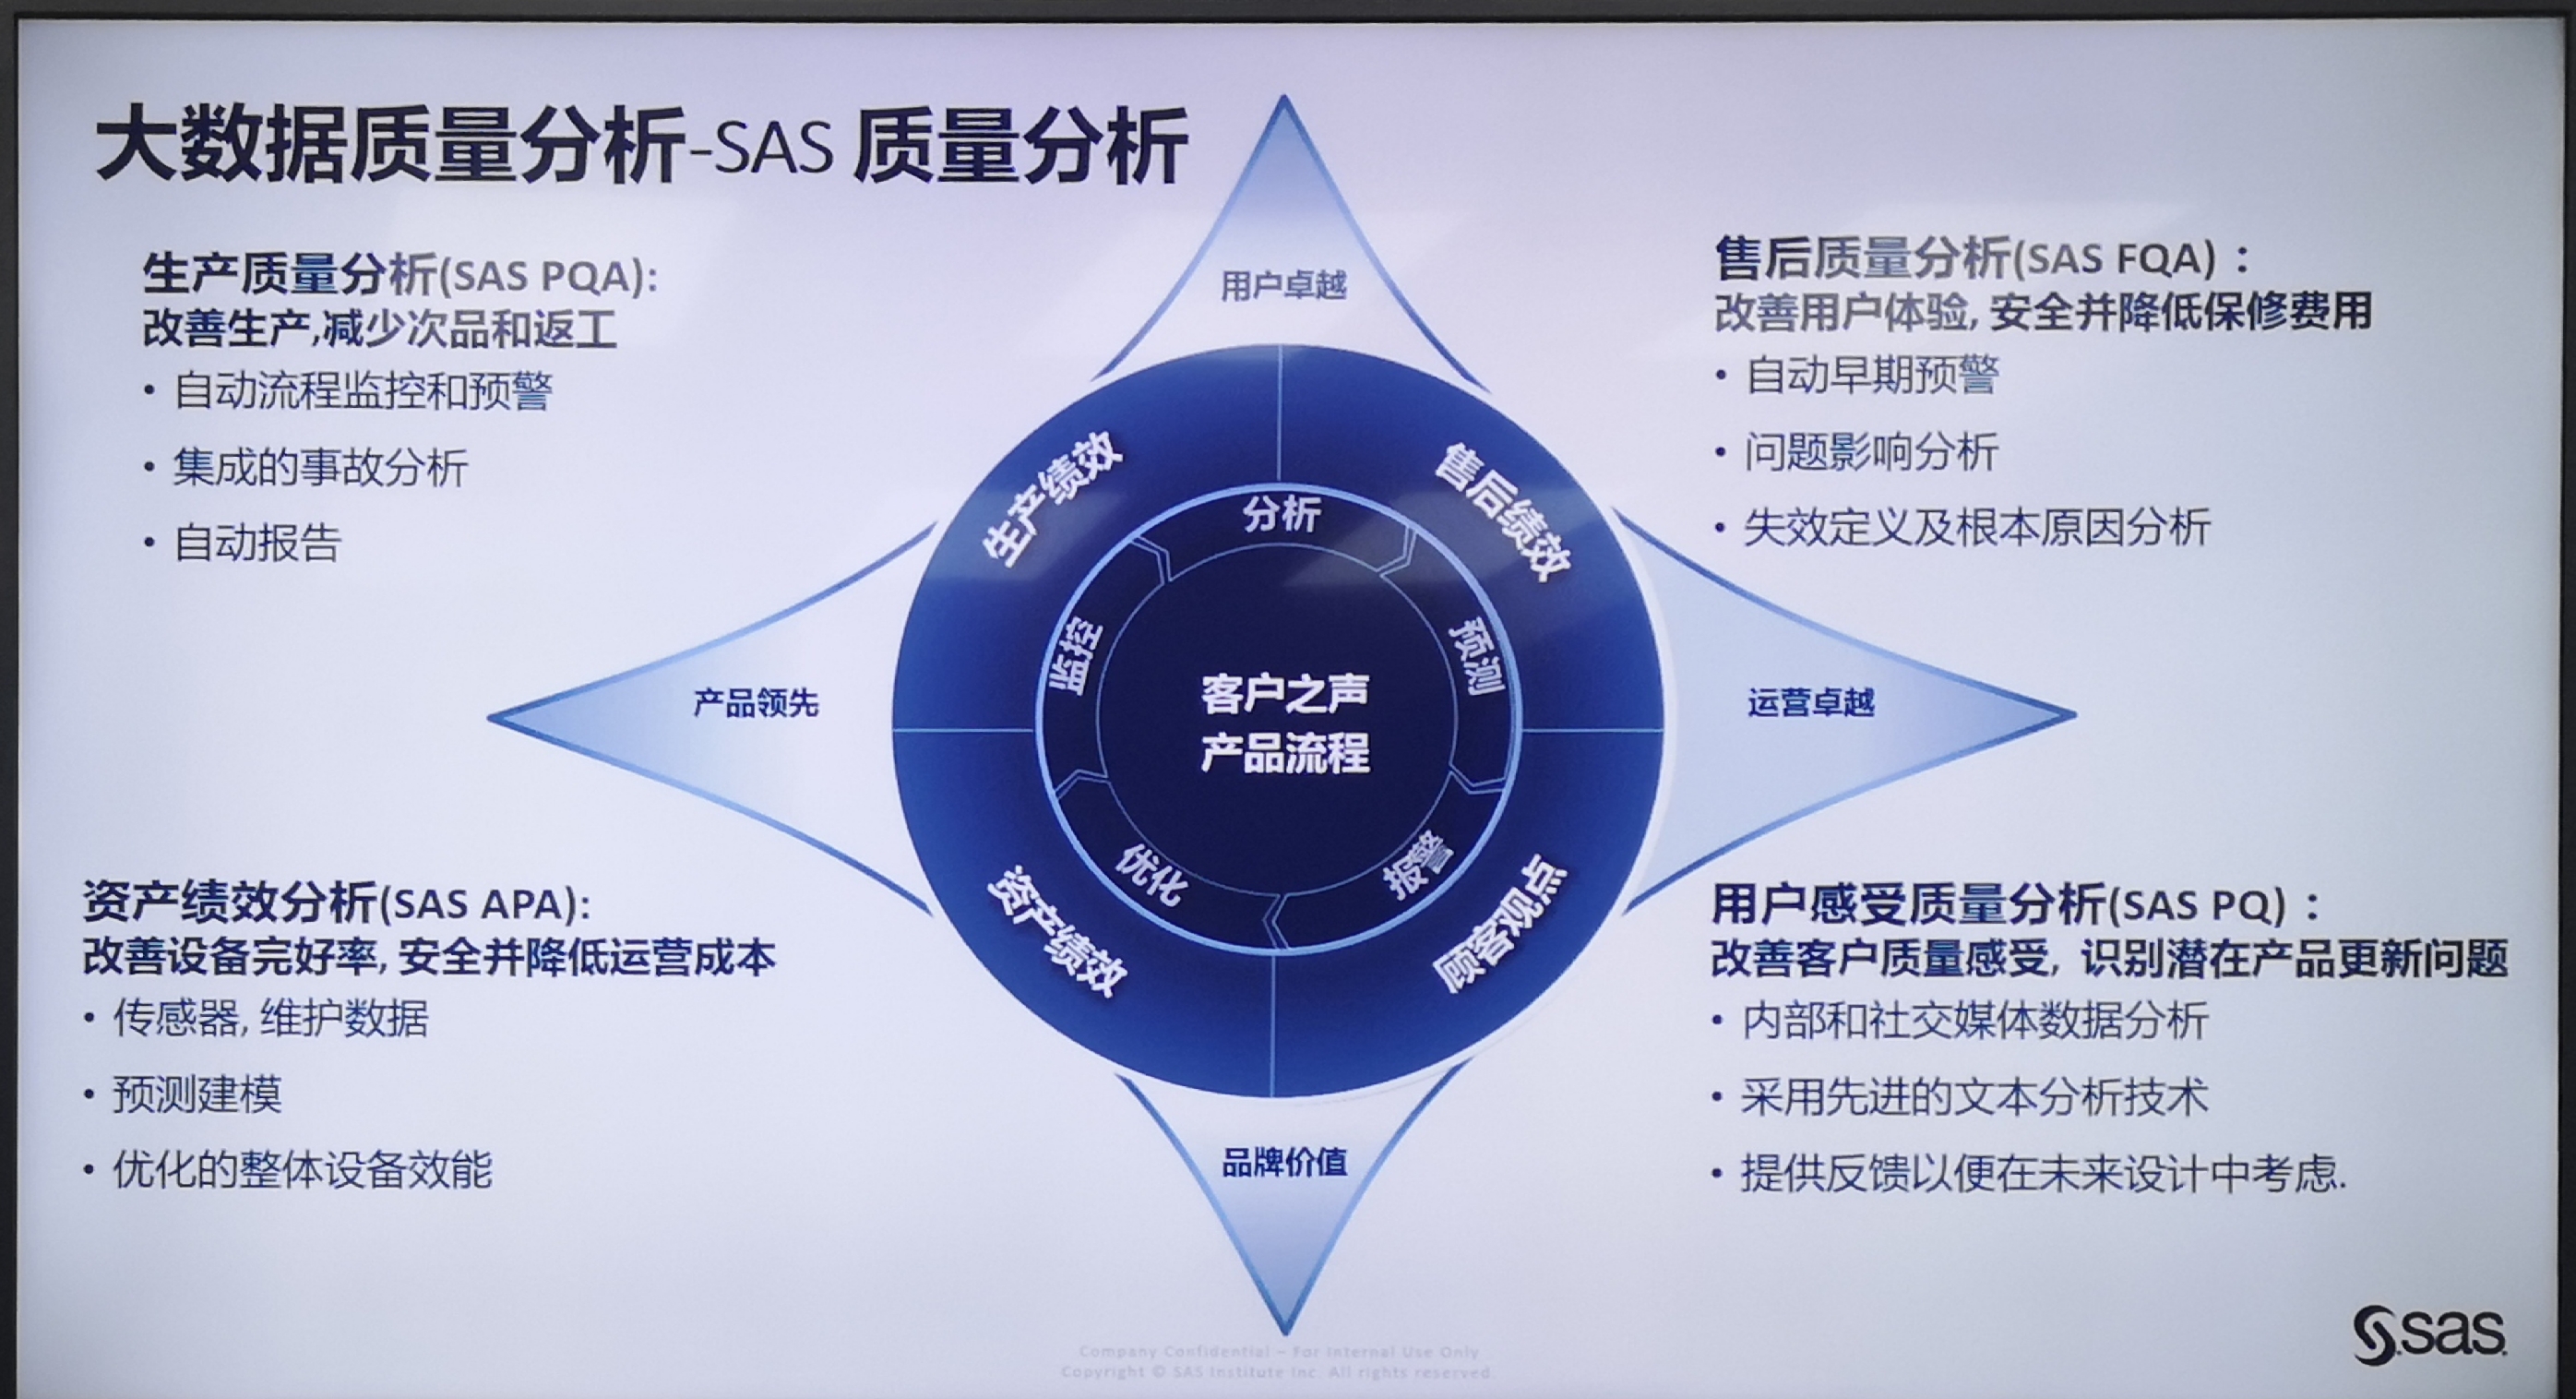 大数据质量分析-SAS 质量分析
生产质量分析(SAS PQA):
改善生产,减少次品和返工
• 自动流程监控和预警
• 集成的事故分析
• 自动报告
售后质量分析(SAS FQA)：
改善用户体验, 安全并降低保修费用
• 自动早期预警
• 问题影响分析
• 失效定义及根本原因分析
用户卓越
产品领先
运营卓越
品牌价值
生产绩效
售后绩效
资产绩效
顾客观点
分析
预测
报警
优化
监控
客户之声
产品流程
资产绩效分析(SAS APA):
改善设备完好率, 安全并降低运营成本
• 传感器, 维护数据
• 预测建模
• 优化的整体设备效能
用户感受质量分析(SAS PQ)：
改善客户质量感受, 识别潜在产品更新问题
• 内部和社交媒体数据分析
• 采用先进的文本分析技术
• 提供反馈以便在未来设计中考虑.
Company Confidential – For Internal Use Only
Copyright © SAS Institute Inc. All rights reserved.
sas